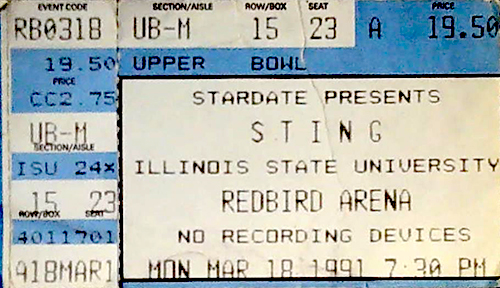 EVENT CODE SECTION/AISLE ROW/BOX SEAT PRICE
RB0318 UB-M 15 23 A 19.50
19.50 UPPER BOWL
PRICE
CC2.75
STARDATE PRESENTS
UB-M
SECTION/AISLE
STING
ISU 24x
ILLINOIS STATE UNIVERSITY
15 23
ROW/BOX SEAT
REDBIRD ARENA
4011701
NO RECORDING DEVICES
418MAR1
MON MAR 18 1991 7:30 PM